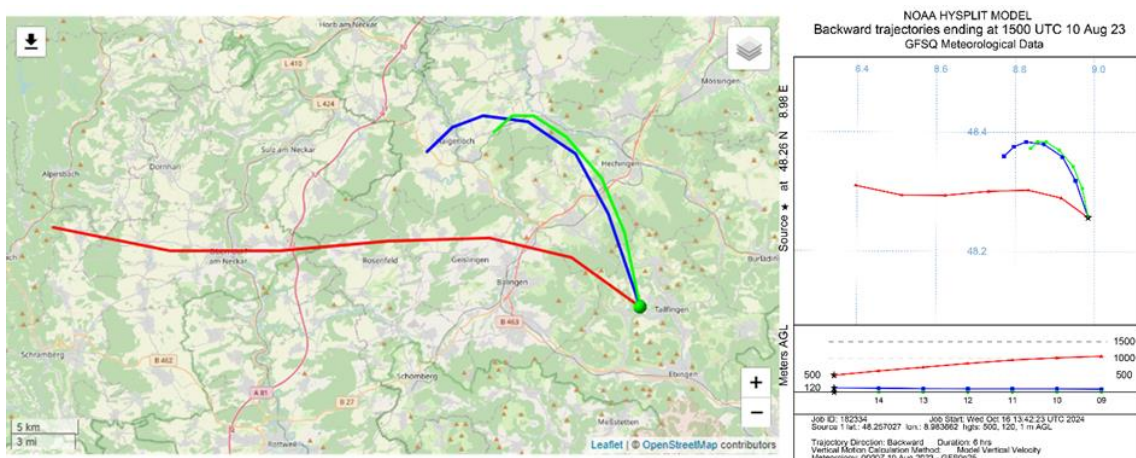 NOAA HYSPLIT MODEL
Backward trajectories ending at 1500 UTC 10 Aug 23
GFSQ Meteorological Data
Horb am Neckar
L 410
Mössingen
L 424
Sulz am Neckar
Haigerloch
Dornhan
Hechingen
Alpirsbach
Oberndorf
am Neckar
Rosenfeld
Geislingen
Burladin
Balingen
Tailfingen
B 463
Schramberg
B 462
Schömberg
Ebingen
A 81
B 27
Meßstetten
Rottweil
+
−
5 km
3 mi
Leaflet | © OpenStreetMap contributors
Source ★ at 48.26 N 8.98 E
8.4
8.6
8.8
9.0
48.4
48.2
Meters AGL
1500
1000
500
500
120
14
13
12
11
10
09
Job ID: 182334 Job Start: Wed Oct 16 13:42:23 UTC 2024
Source 1 lat.: 48.257027 lon.: 8.983662 hgts: 500, 120, 1 m AGL
Trajectory Direction: Backward Duration: 6 hrs
Vertical Motion Calculation Method: Model Vertical Velocity